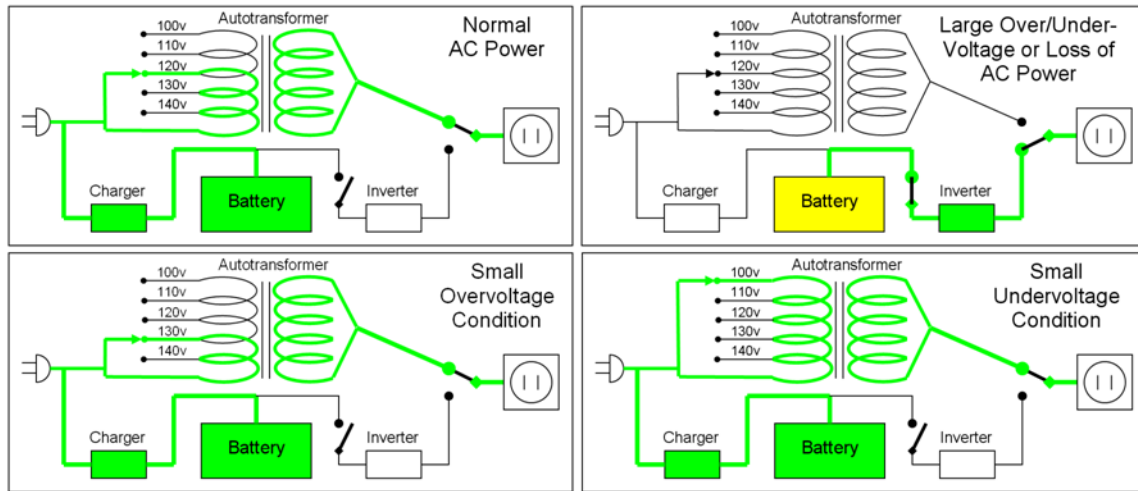 Autotransformer
Normal
AC Power
100v
110v
120v
130v
140v
Charger
Battery
Inverter
Autotransformer
Large Over/Under-
Voltage or Loss of
AC Power
100v
110v
120v
130v
140v
Charger
Battery
Inverter
Autotransformer
Small
Overvoltage
Condition
100v
110v
120v
130v
140v
Charger
Battery
Inverter
Autotransformer
Small
Undervoltage
Condition
100v
110v
120v
130v
140v
Charger
Battery
Inverter